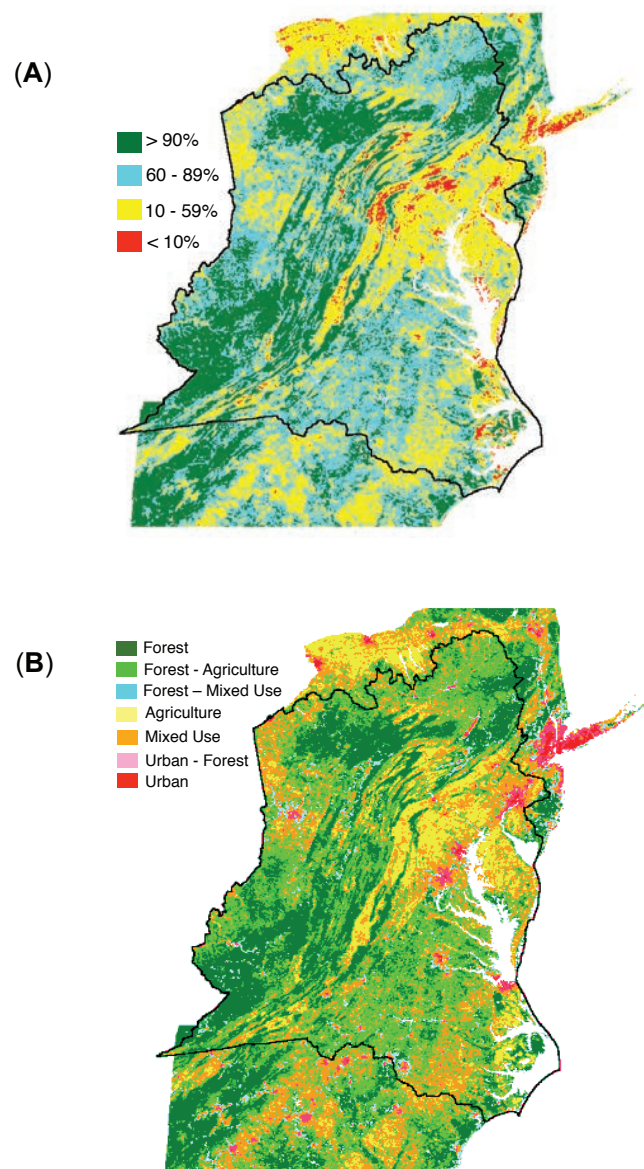 (A)
> 90%
60 - 89%
10 - 59%
< 10%
(B)
Forest
Forest - Agriculture
Forest – Mixed Use
Agriculture
Mixed Use
Urban - Forest
Urban